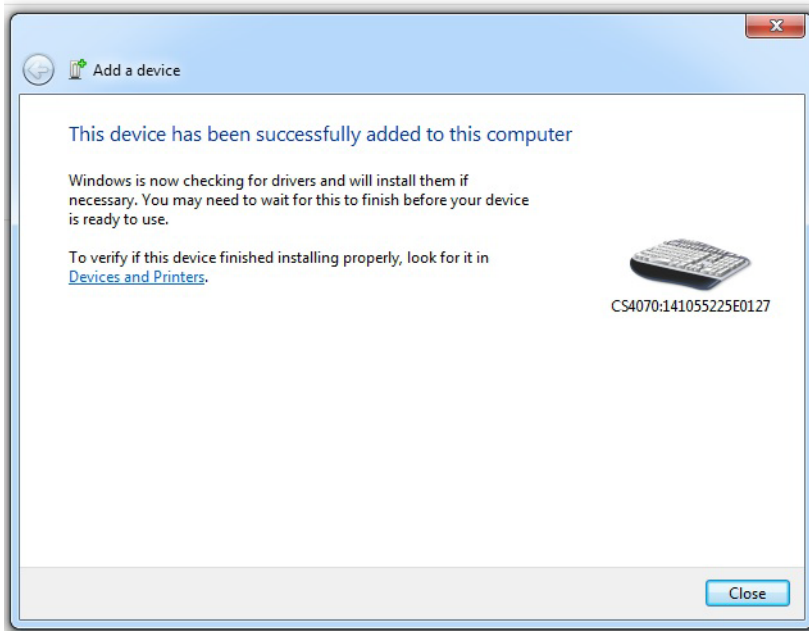 Add a device
This device has been successfully added to this computer
Windows is now checking for drivers and will install them if
necessary. You may need to wait for this to finish before your device
is ready to use.
To verify if this device finished installing properly, look for it in
Devices and Printers.
CS4070:141055225E0127
Close